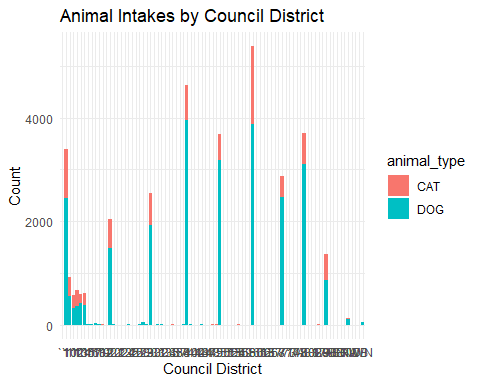 Animal Intakes by Council District
4000
2000
0
Count
Council District
animal_type
CAT
DOG